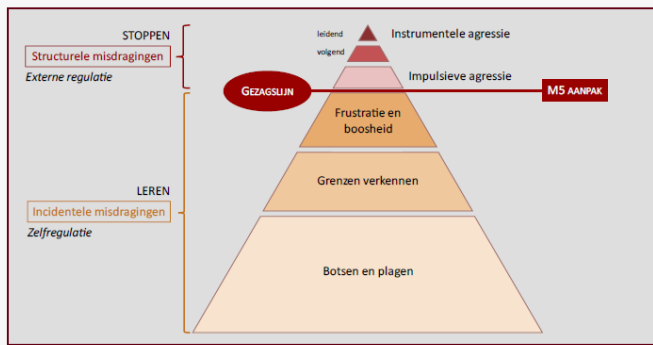 STOPPEN
Structurele misdragingen
Externe regulatie
leidend
Instrumentele agressie
volgend
Impulsieve agressie
GEZAGSLIJN
M5 AANPAK
Frustratie en
boosheid
LEREN
Incidentele misdragingen
Zelfregulatie
Grenzen verkennen
Botsen en plagen